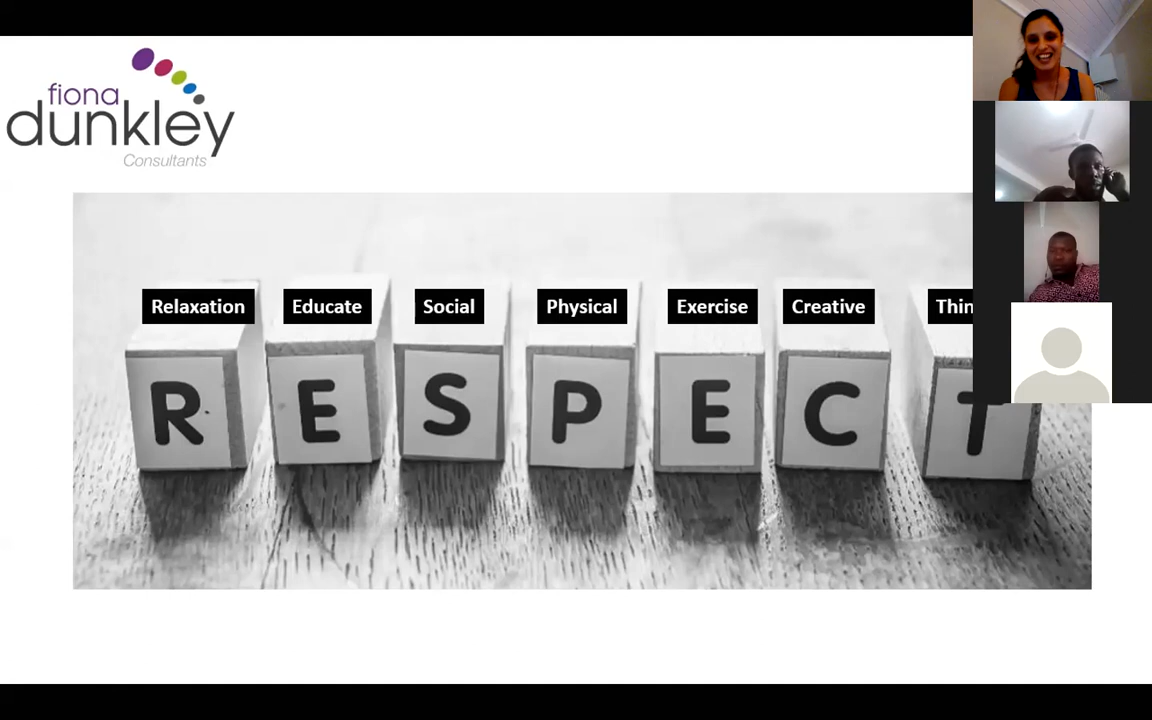 fiona
dunkley
Consultants
Relaxation Educate Social Physical Exercise Creative
R E S P E C T